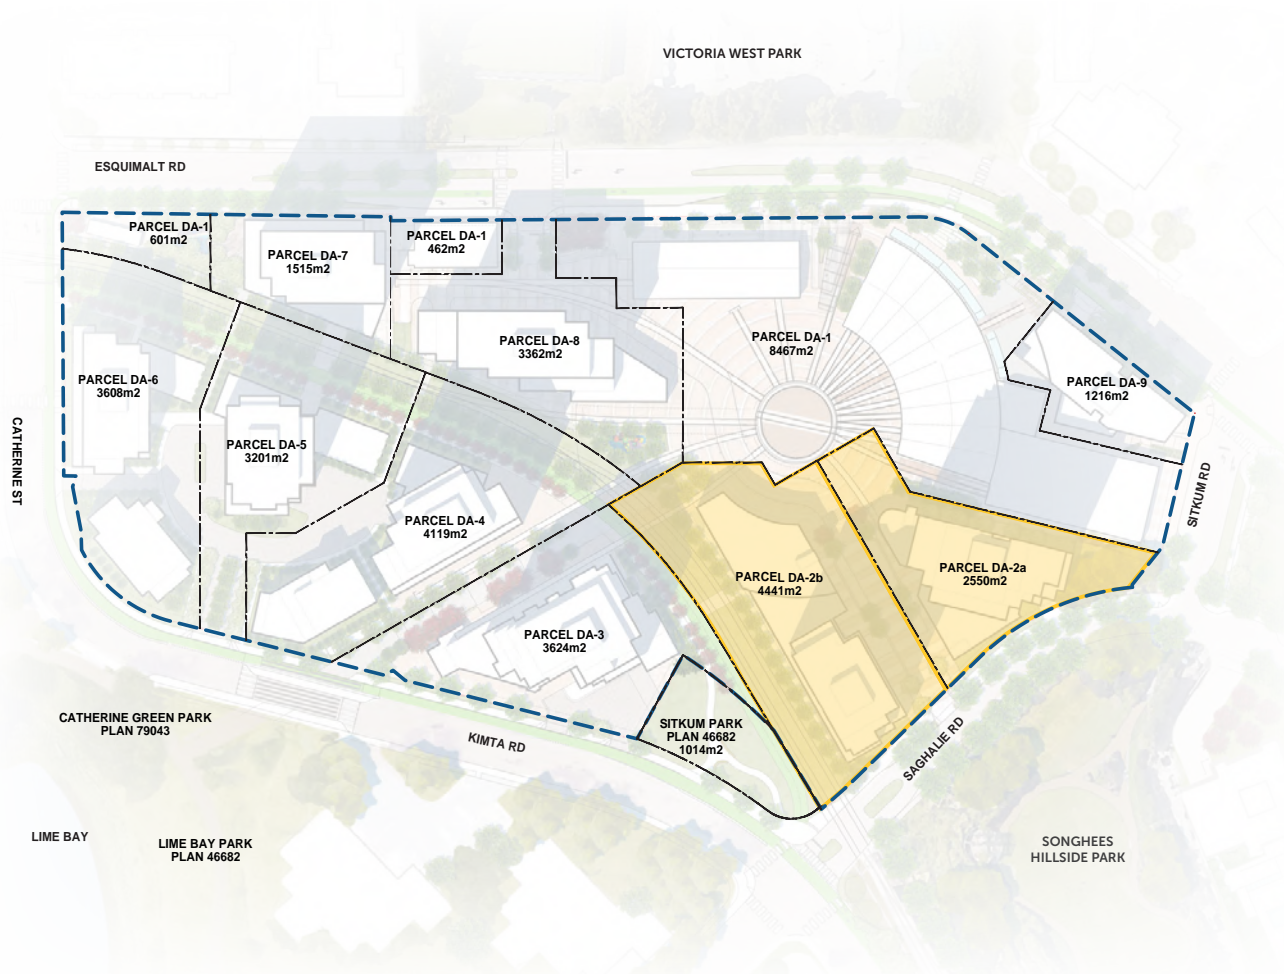 VICTORIA WEST PARK
ESQUIMALT RD
PARCEL DA-1
601m2
PARCEL DA-7
1515m2
PARCEL DA-1
462m2
PARCEL DA-8
3362m2
PARCEL DA-1
8467m2
PARCEL DA-6
3608m2
PARCEL DA-9
1216m2
CATHERINE ST
PARCEL DA-5
3201m2
SITKUM RD
PARCEL DA-4
4119m2
PARCEL DA-2b
4441m2
PARCEL DA-2a
2550m2
PARCEL DA-3
3624m2
CATHERINE GREEN PARK
PLAN 79043
SITKUM PARK
PLAN 46682
1014m2
KIMTA RD
SAGHALIE RD
LIME BAY
LIME BAY PARK
PLAN 46682
SONGHEES
HILLSIDE PARK